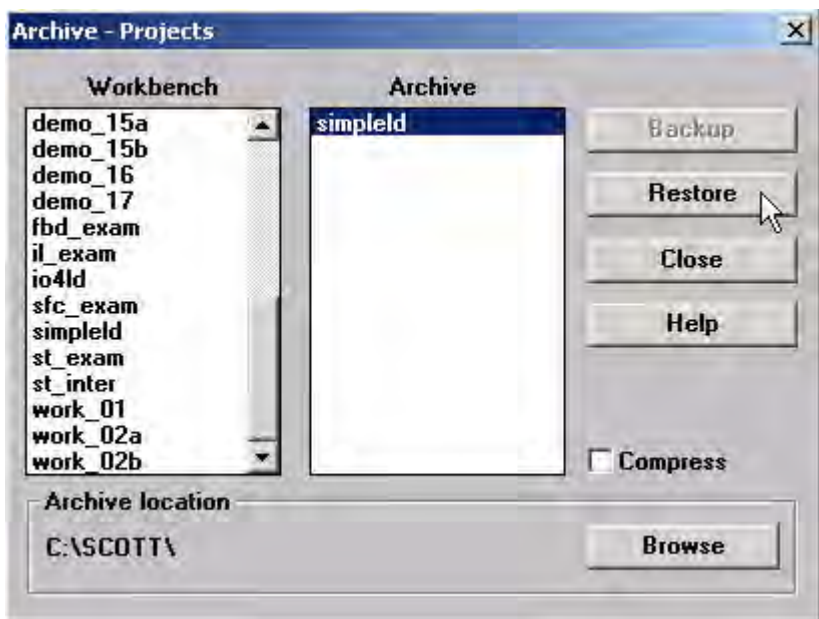 Archive - Projects
Workbench
Archive
demo_15a
demo_15b
demo_16
demo_17
fbd_exam
il_exam
io4ld
sfc_exam
simpleld
st_exam
st_inter
work_01
work_02a
work_02b
simpleld
Backup
Restore
Close
Help
Compress
Archive location
C:\SCOTT\
Browse